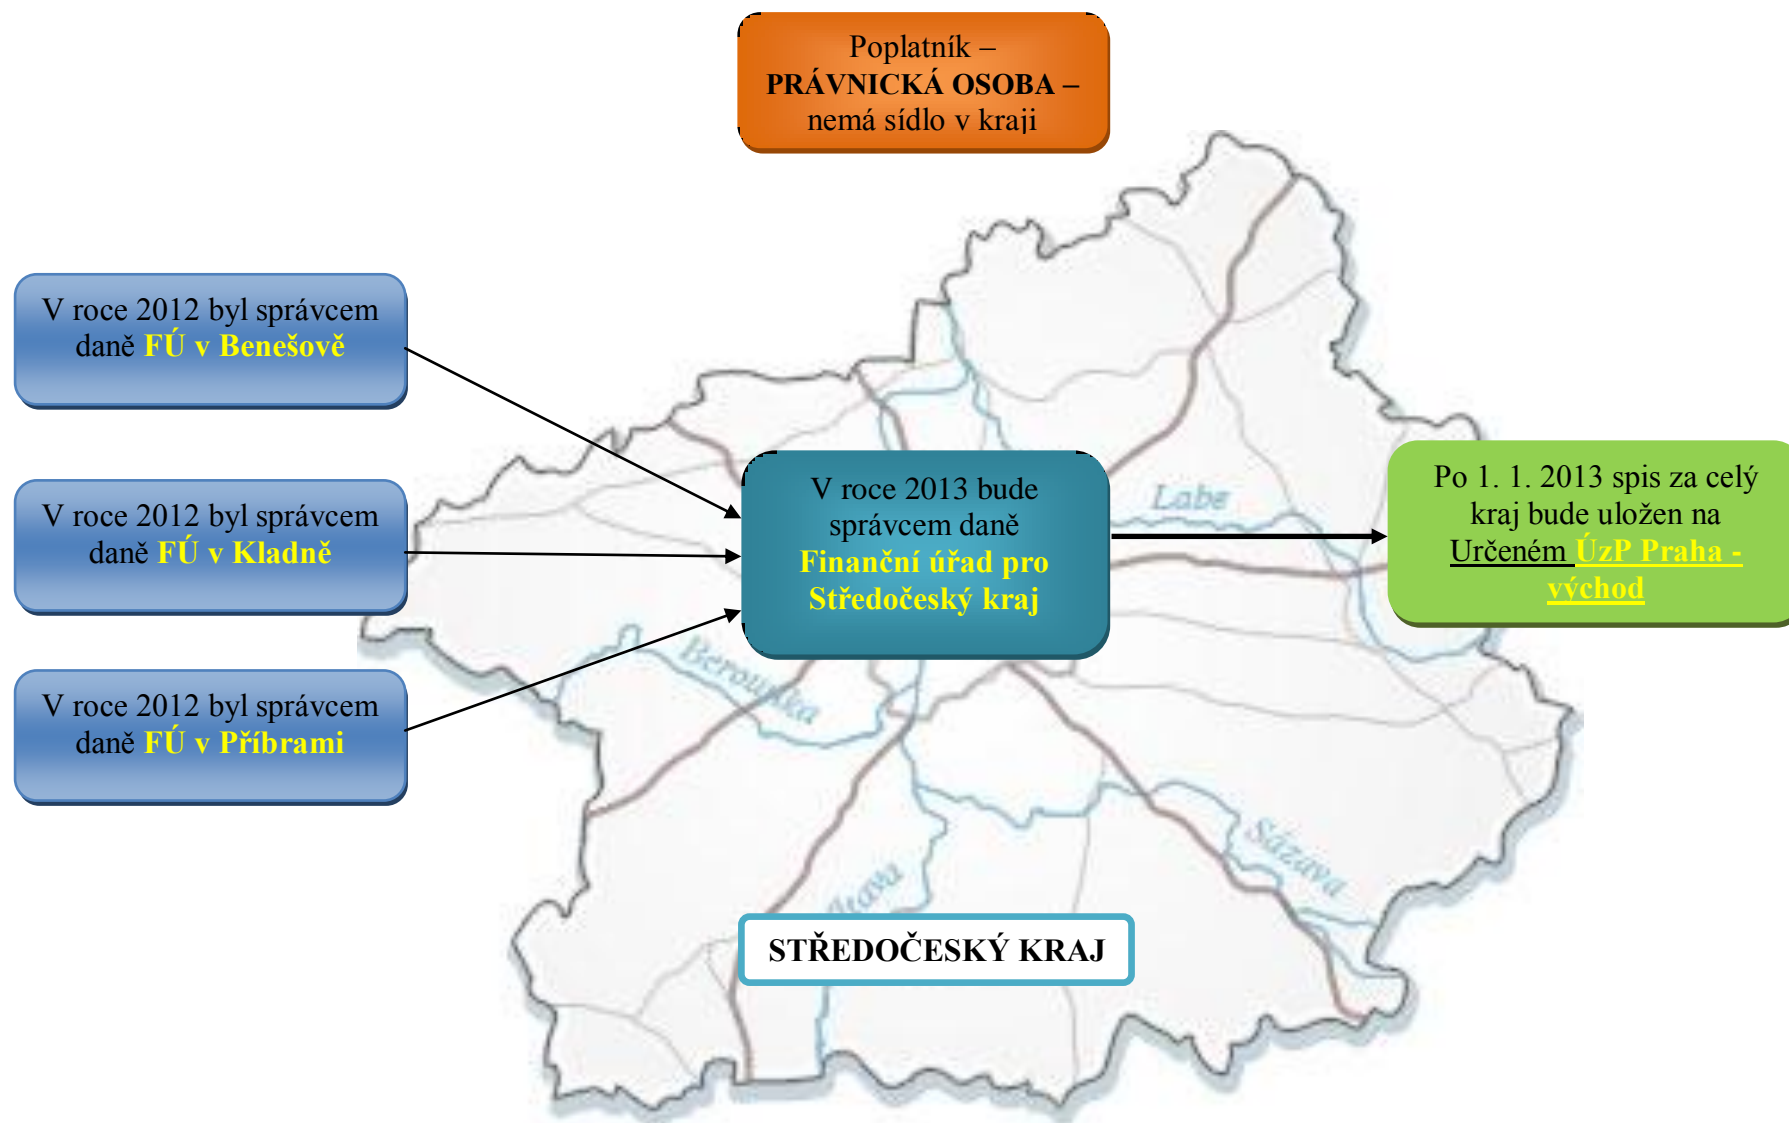 Poplatník –
PRÁVNICKÁ OSOBA –
nemá sídlo v kraji
V roce 2012 byl správcem
daně FÚ v Benešově
V roce 2012 byl správcem
daně FÚ v Kladně
V roce 2012 byl správcem
daně FÚ v Příbrami
V roce 2013 bude
správcem daně
Finanční úřad pro
Středočeský kraj
Po 1. 1. 2013 spis za celý
kraj bude uložen na
Určeném ÚzP Praha -
východ
Labe
Sázava
STŘEDOČESKÝ KRAJ